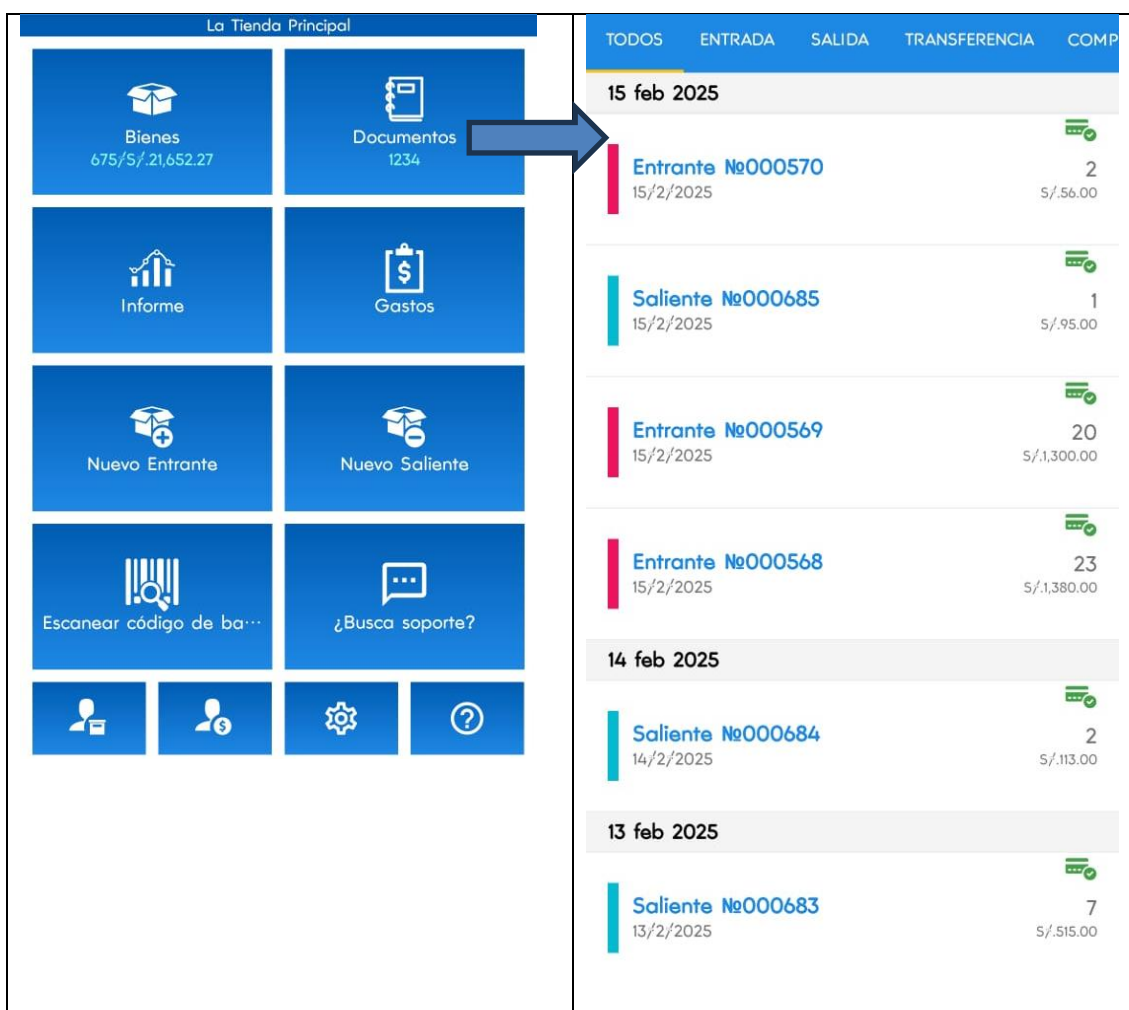 La Tienda Principal
Bienes
675/S/.21,652.27
Documentos
1234
Informe
Gastos
Nuevo Entrante
Nuevo Saliente
Escanear código de ba···
¿Busca soporte?
TODOS ENTRADA SALIDA TRANSFERENCIA COMP
15 feb 2025
Entrante №000570 2
15/2/2025 S/.56.00
Saliente №000685 1
15/2/2025 S/.95.00
Entrante №000569 20
15/2/2025 S/.1,300.00
Entrante №000568 23
15/2/2025 S/.1,380.00
14 feb 2025
Saliente №000684 2
14/2/2025 S/.113.00
13 feb 2025
Saliente №000683 7
13/2/2025 S/.515.00